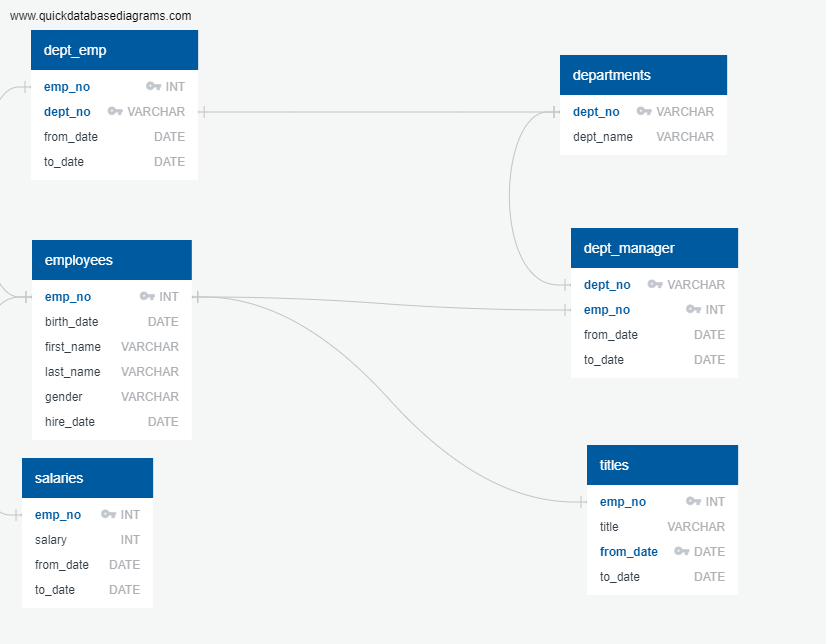 www.quickdatabasediagrams.com
dept_emp
emp_no INT
dept_no VARCHAR
from_date DATE
to_date DATE
departments
dept_no VARCHAR
dept_name VARCHAR
employees
emp_no INT
birth_date DATE
first_name VARCHAR
last_name VARCHAR
gender VARCHAR
hire_date DATE
dept_manager
dept_no VARCHAR
emp_no INT
from_date DATE
to_date DATE
salaries
emp_no INT
salary INT
from_date DATE
to_date DATE
titles
emp_no INT
title VARCHAR
from_date DATE
to_date DATE